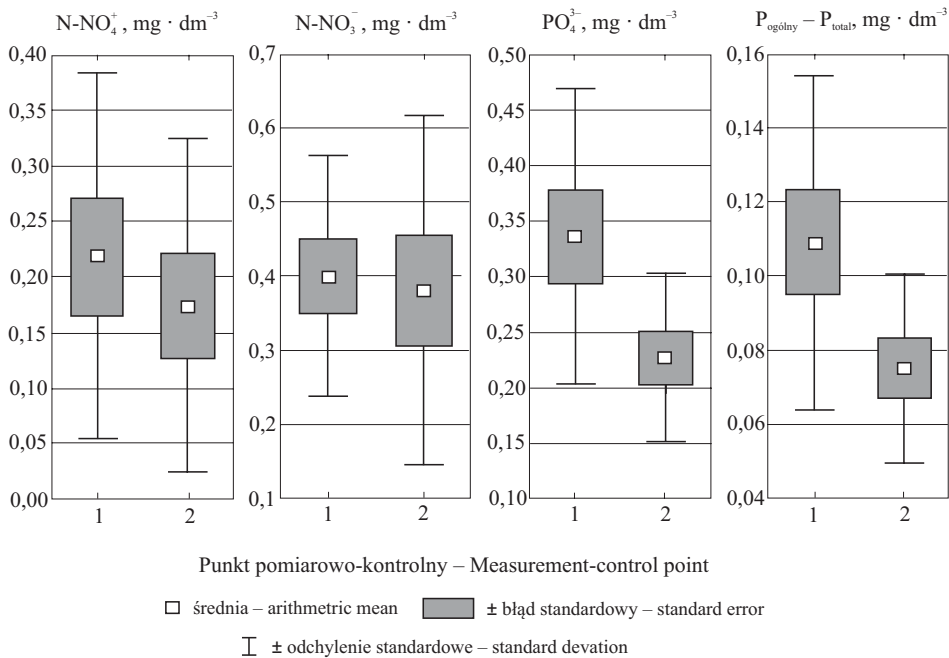 N-NO₄⁺, mg · dm⁻³ N-NO₃⁻, mg · dm⁻³ PO₄³⁻, mg · dm⁻³ P_ogólny – P_total, mg · dm⁻³
0,40 0,7 0,50 0,16
0,35 0,6 0,45 0,14
0,30 0,5 0,40 0,12
0,25 0,4 0,35 0,10
0,20 0,3 0,30 0,08
0,15 0,2 0,25 0,06
0,10 0,1 0,20 0,04
0,05 0,15
0,00 0,10
1 2 1 2 1 2 1 2
Punkt pomiarowo-kontrolny – Measurement-control point
średnia – arithmetric mean ± błąd standardowy – standard error
± odchylenie standardowe – standard devation